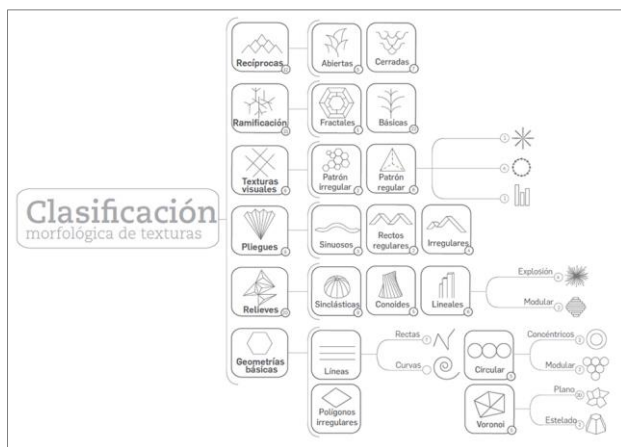 Clasificación
morfológica de texturas
Recíprocas
Abiertas
Cerradas
Ramificación
Fractales
Básicas
Texturas
visuales
Patrón
irregular
Patrón
regular
Pliegues
Sinuosos
Rectos
regulares
Irregulares
Relieves
Sinclásticas
Conoides
Lineales
Explosión
Modular
Geometrías
básicas
Líneas
Rectas
Curvas
Circular
Concéntricos
Modular
Polígonos
irregulares
Voronoi
Plano
Estelado